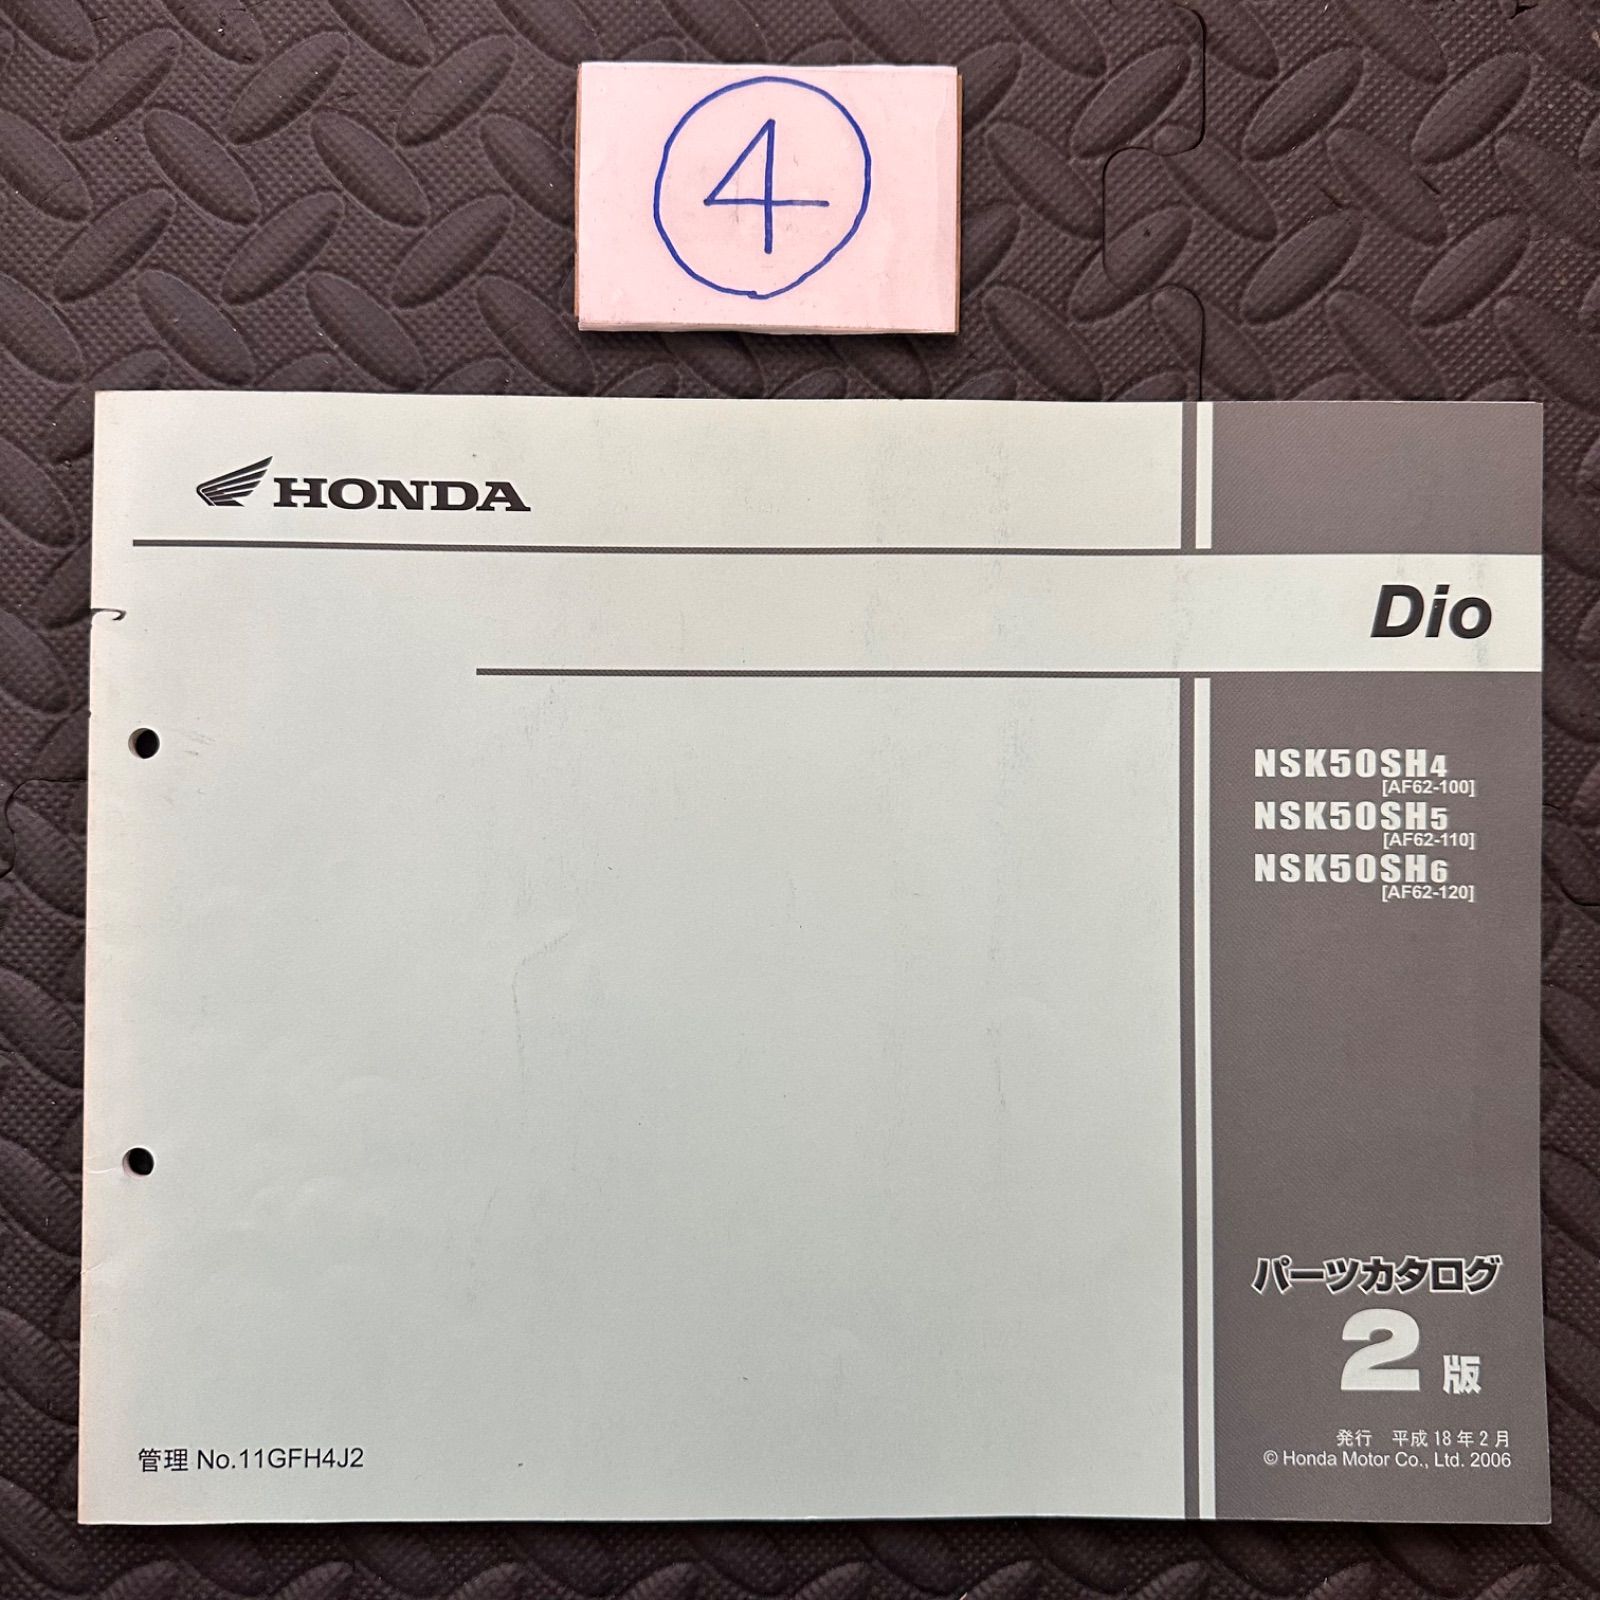 4
HONDA
Dio
NSK50SH4
[AF62-100]
NSK50SH5
[AF62-110]
NSK50SH6
[AF62-120]
パーツカタログ
2版
発行 平成18年2月
© Honda Motor Co., Ltd. 2006
管理 No.11GFH4J2